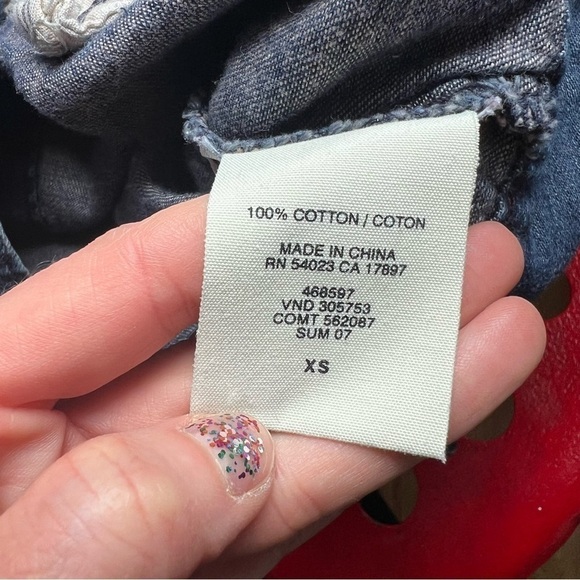 100% COTTON / COTON
MADE IN CHINA
RN 54023 CA 17897
468597
VND 305753
COMT 562087
SUM 07
XS